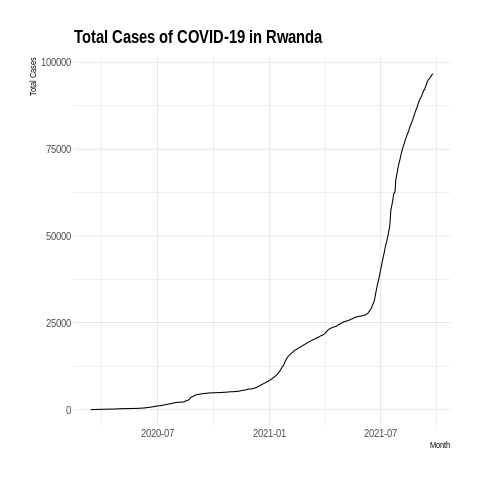 Total Cases of COVID-19 in Rwanda
Total Cases
100000
75000
50000
25000
0
2020-07 2021-01 2021-07
Month